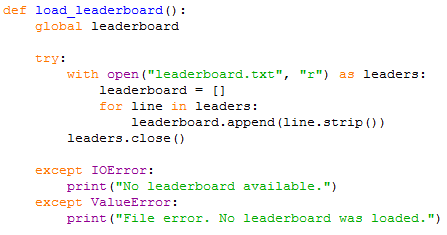 def load_leaderboard():
    global leaderboard

    try:
        with open("leaderboard.txt", "r") as leaders:
            leaderboard = []
            for line in leaders:
                leaderboard.append(line.strip())
        leaders.close()

    except IOError:
        print("No leaderboard available.")
    except ValueError:
        print("File error. No leaderboard was loaded.")